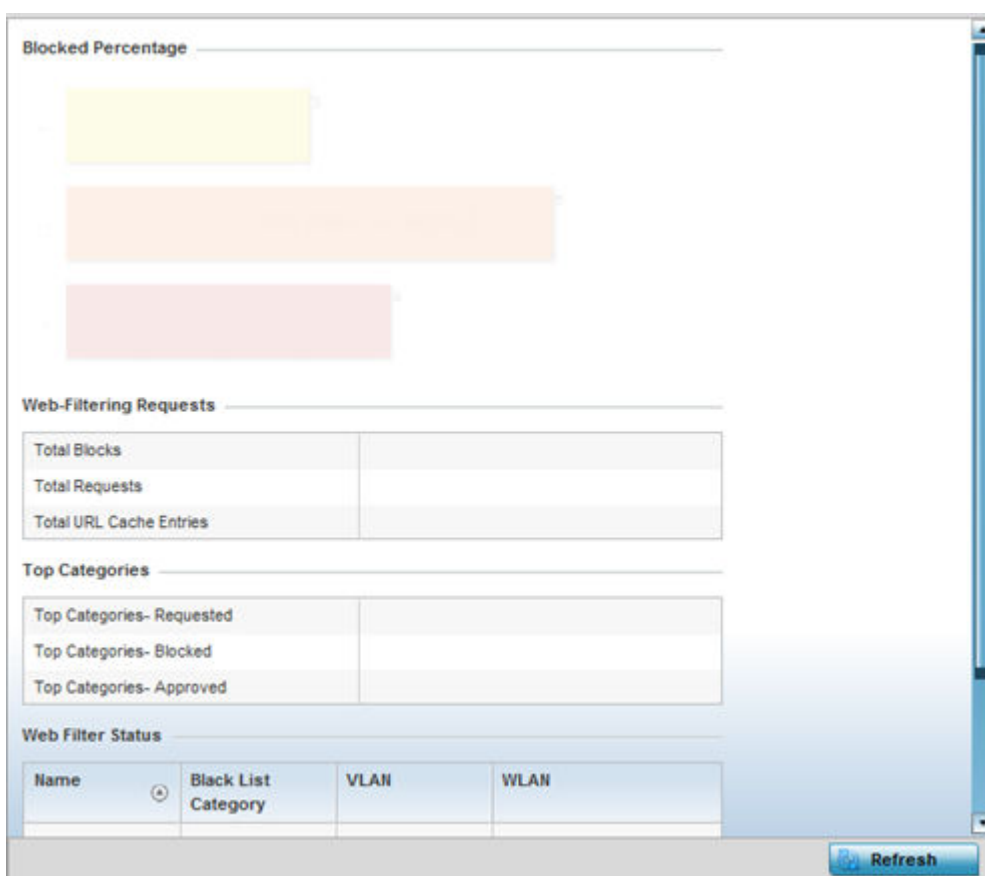 Blocked Percentage
Web-Filtering Requests
Total Blocks
Total Requests
Total URL Cache Entries
Top Categories
Top Categories- Requested
Top Categories- Blocked
Top Categories- Approved
Web Filter Status
Name
Black List
Category
VLAN
WLAN
Refresh